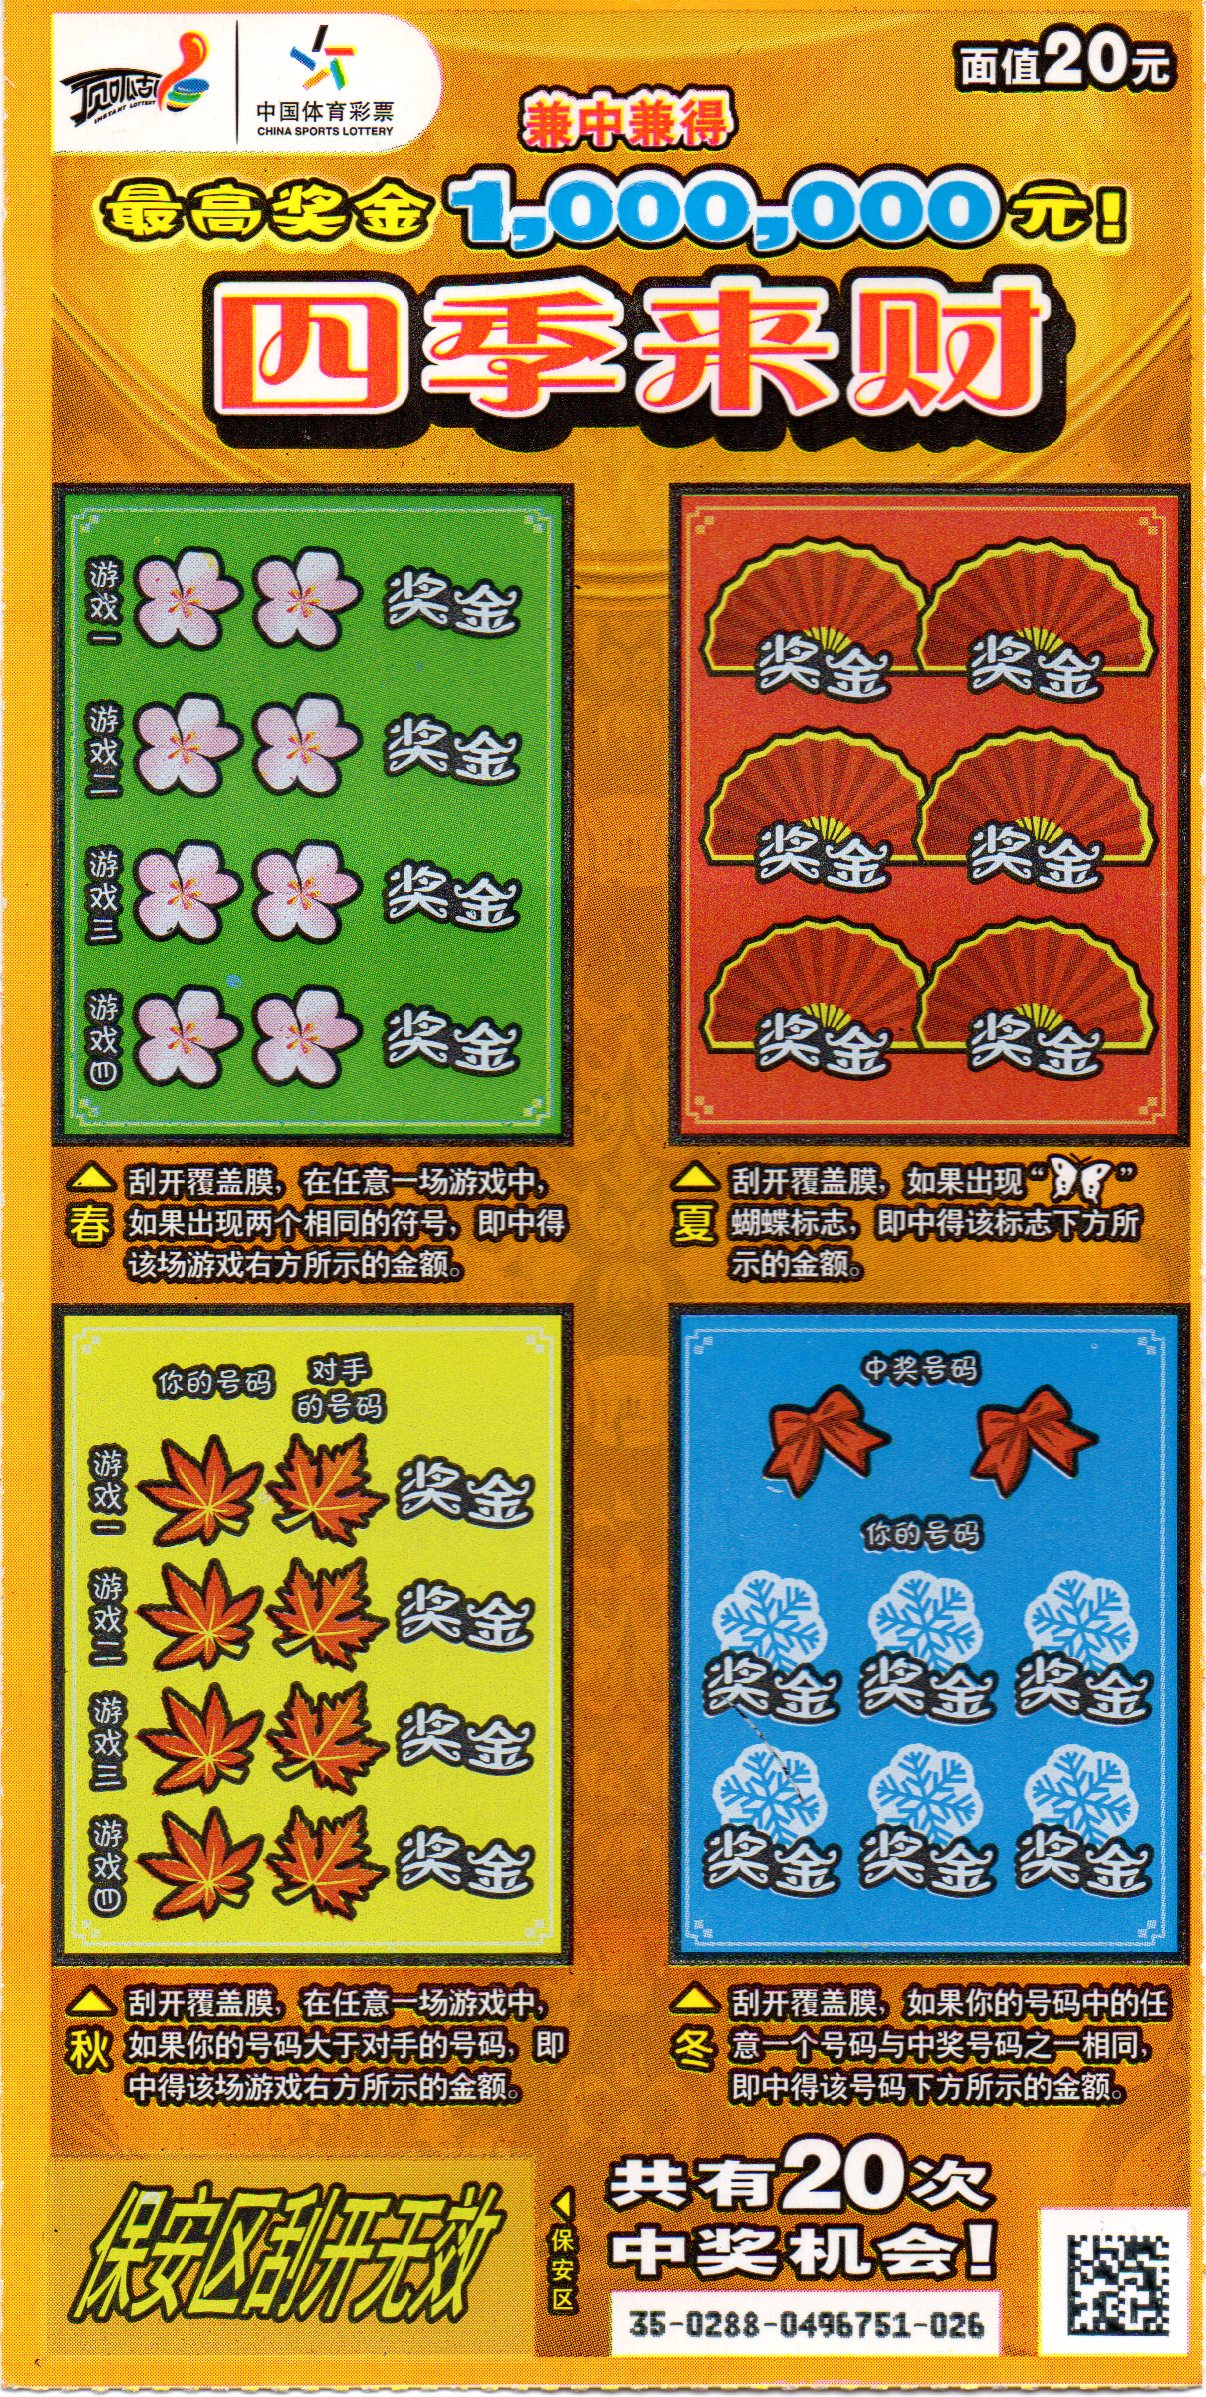 顶呱刮
INSTANT LOTTERY
中国体育彩票
CHINA SPORTS LOTTERY
面值20元
兼中兼得
最高奖金1,000,000元!
四季来财
游戏一 奖金
游戏二 奖金
游戏三 奖金
游戏四 奖金
奖金 奖金
奖金 奖金
奖金 奖金
春
刮开覆盖膜，在任意一场游戏中，
如果出现两个相同的符号，即中得
该场游戏右方所示的金额。
夏
刮开覆盖膜，如果出现“ ”
蝴蝶标志，即中得该标志下方所
示的金额。
你的号码 对手
的号码
游戏一 奖金
游戏二 奖金
游戏三 奖金
游戏四 奖金
中奖号码
你的号码
奖金 奖金 奖金
奖金 奖金 奖金
秋
刮开覆盖膜，在任意一场游戏中，
如果你的号码大于对手的号码，即
中得该场游戏右方所示的金额。
冬
刮开覆盖膜，如果你的号码中的任
意一个号码与中奖号码之一相同，
即中得该号码下方所示的金额。
保安区刮开无效
保安区
共有20次
中奖机会!
35-0288-0496751-026